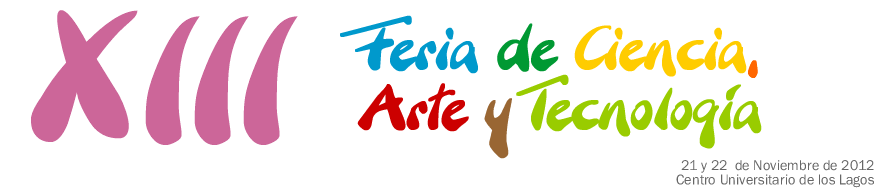 XIII
Feria de Ciencia,
Arte y Tecnología
21 y 22 de Noviembre de 2012
Centro Universitario de los Lagos